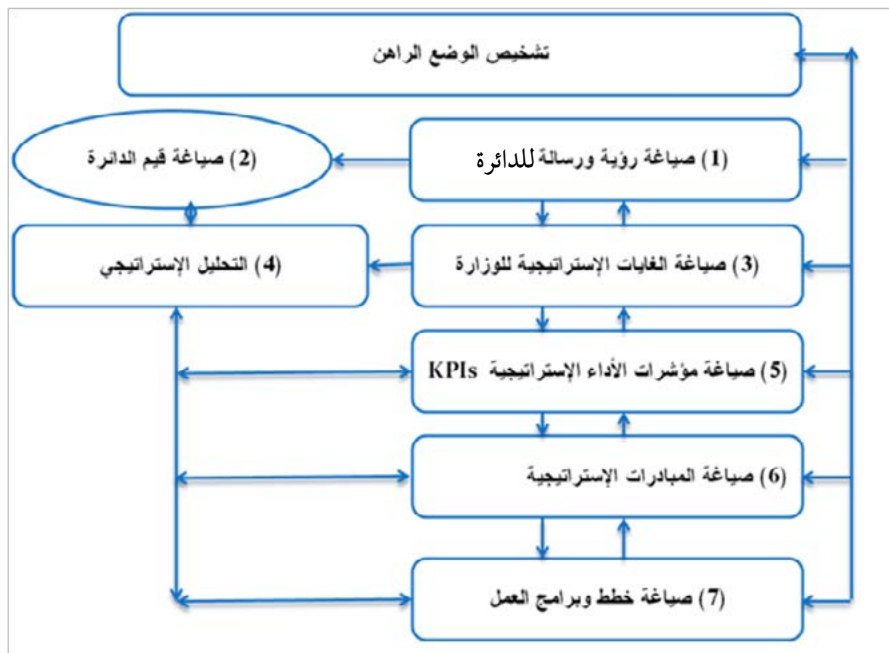 تشخيص الوضع الراهن
(1) صياغة رؤية ورسالة للدائرة
(2) صياغة قيم الدائرة
(3) صياغة الغايات الإستراتيجية للوزارة
(4) التحليل الإستراتيجي
(5) صياغة مؤشرات الأداء الإستراتيجية KPIs
(6) صياغة المبادرات الإستراتيجية
(7) صياغة خطط وبرامج العمل